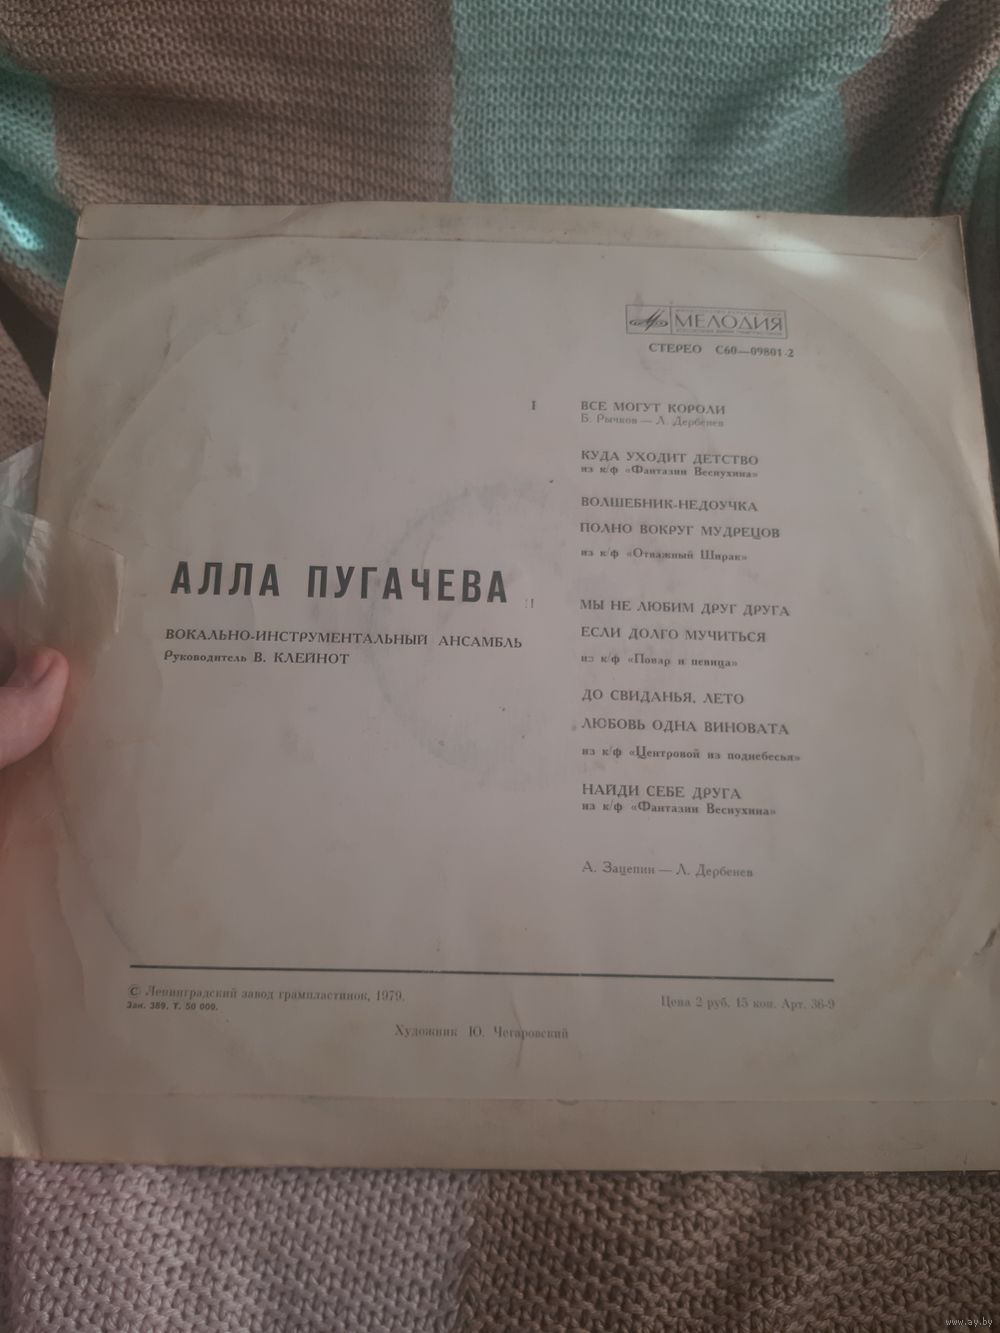 МЕЛОДИЯ
СТЕРЕО С60—09801-2
I ВСЕ МОГУТ КОРОЛИ
Б. Рычков — Л. Дербенев
КУДА УХОДИТ ДЕТСТВО
из к/ф «Фантазии Веснухина»
ВОЛШЕБНИК-НЕДОУЧКА
ПОЛНО ВОКРУГ МУДРЕЦОВ
из к/ф «Отважный Ширак»
АЛЛА ПУГАЧЕВА
ВОКАЛЬНО-ИНСТРУМЕНТАЛЬНЫЙ АНСАМБЛЬ
Руководитель В. КЛЕЙНОТ
II МЫ НЕ ЛЮБИМ ДРУГ ДРУГА
ЕСЛИ ДОЛГО МУЧИТЬСЯ
из к/ф «Повар и певица»
ДО СВИДАНЬЯ, ЛЕТО
ЛЮБОВЬ ОДНА ВИНОВАТА
из к/ф «Центровой из поднебесья»
НАЙДИ СЕБЕ ДРУГА
из к/ф «Фантазии Веснухина»
А. Зацепин — Л. Дербенев
© Ленинградский завод грампластинок, 1979.
Зак. 389. Т. 50 000.
Цена 2 руб. 15 коп. Арт. 36-9
Художник Ю. Чегаровский
www.ay.by